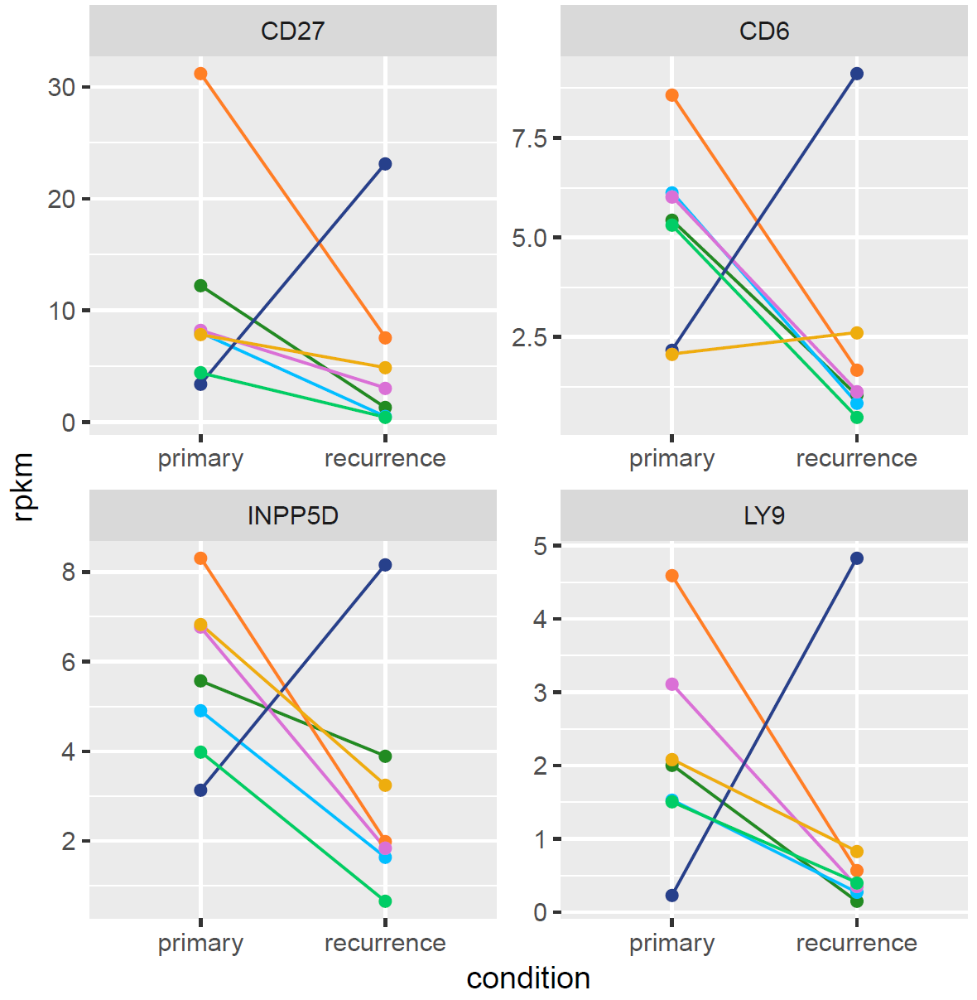 CD27
CD6
30
20
10
0
7.5
5.0
2.5
primary
recurrence
primary
recurrence
rpkm
INPP5D
LY9
8
6
4
2
5
4
3
2
1
0
primary
recurrence
primary
recurrence
condition